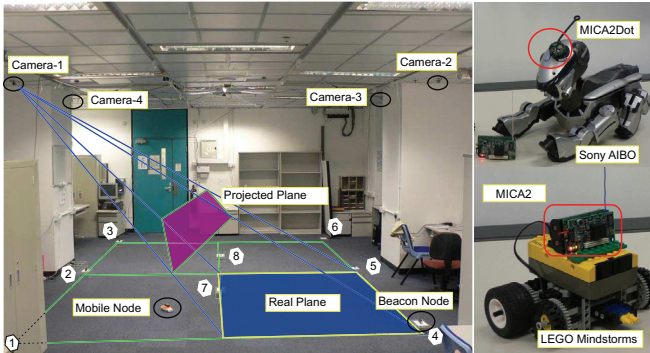 Camera-1
Camera-2
Camera-4
Camera-3
Projected Plane
3
6
2
8
5
7
Real Plane
Mobile Node
Beacon Node
1
4
MICA2Dot
Sony AIBO
MICA2
LEGO Mindstorms